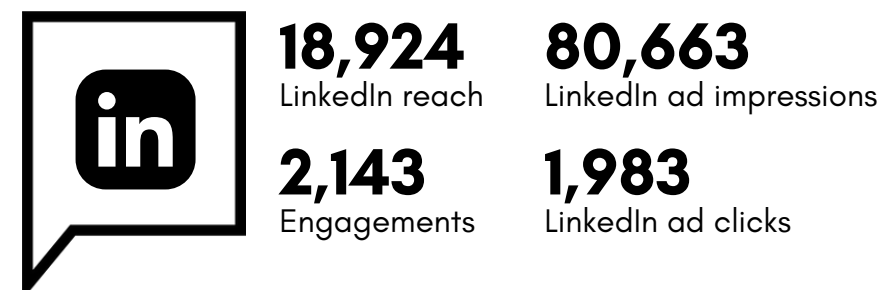 in
18,924
LinkedIn reach
80,663
LinkedIn ad impressions
2,143
Engagements
1,983
LinkedIn ad clicks